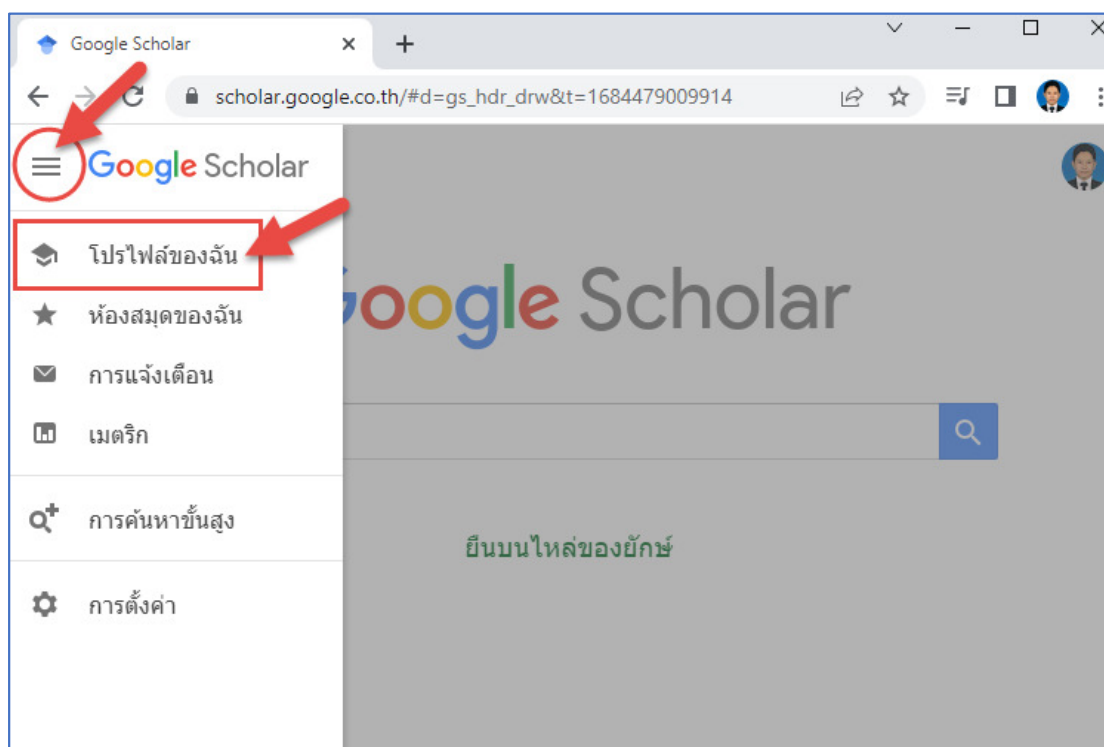 Google Scholar
scholar.google.co.th/#d=gs_hdr_drw&t=1684479009914
Google Scholar
โปรไฟล์ของฉัน
ห้องสมุดของฉัน
การแจ้งเตือน
เมตริก
การค้นหาขั้นสูง
การตั้งค่า
Google Scholar
ยืนบนไหล่ของยักษ์